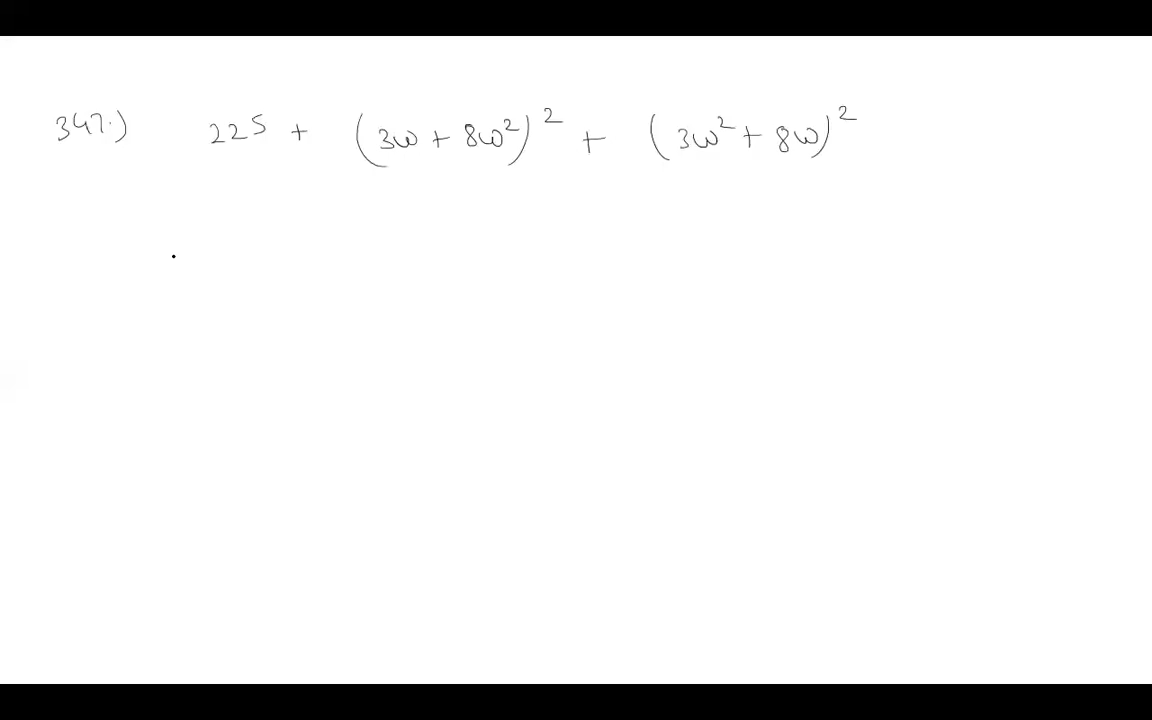 347.) 225 + (3ω + 8ω²)² + (3ω² + 8ω)²